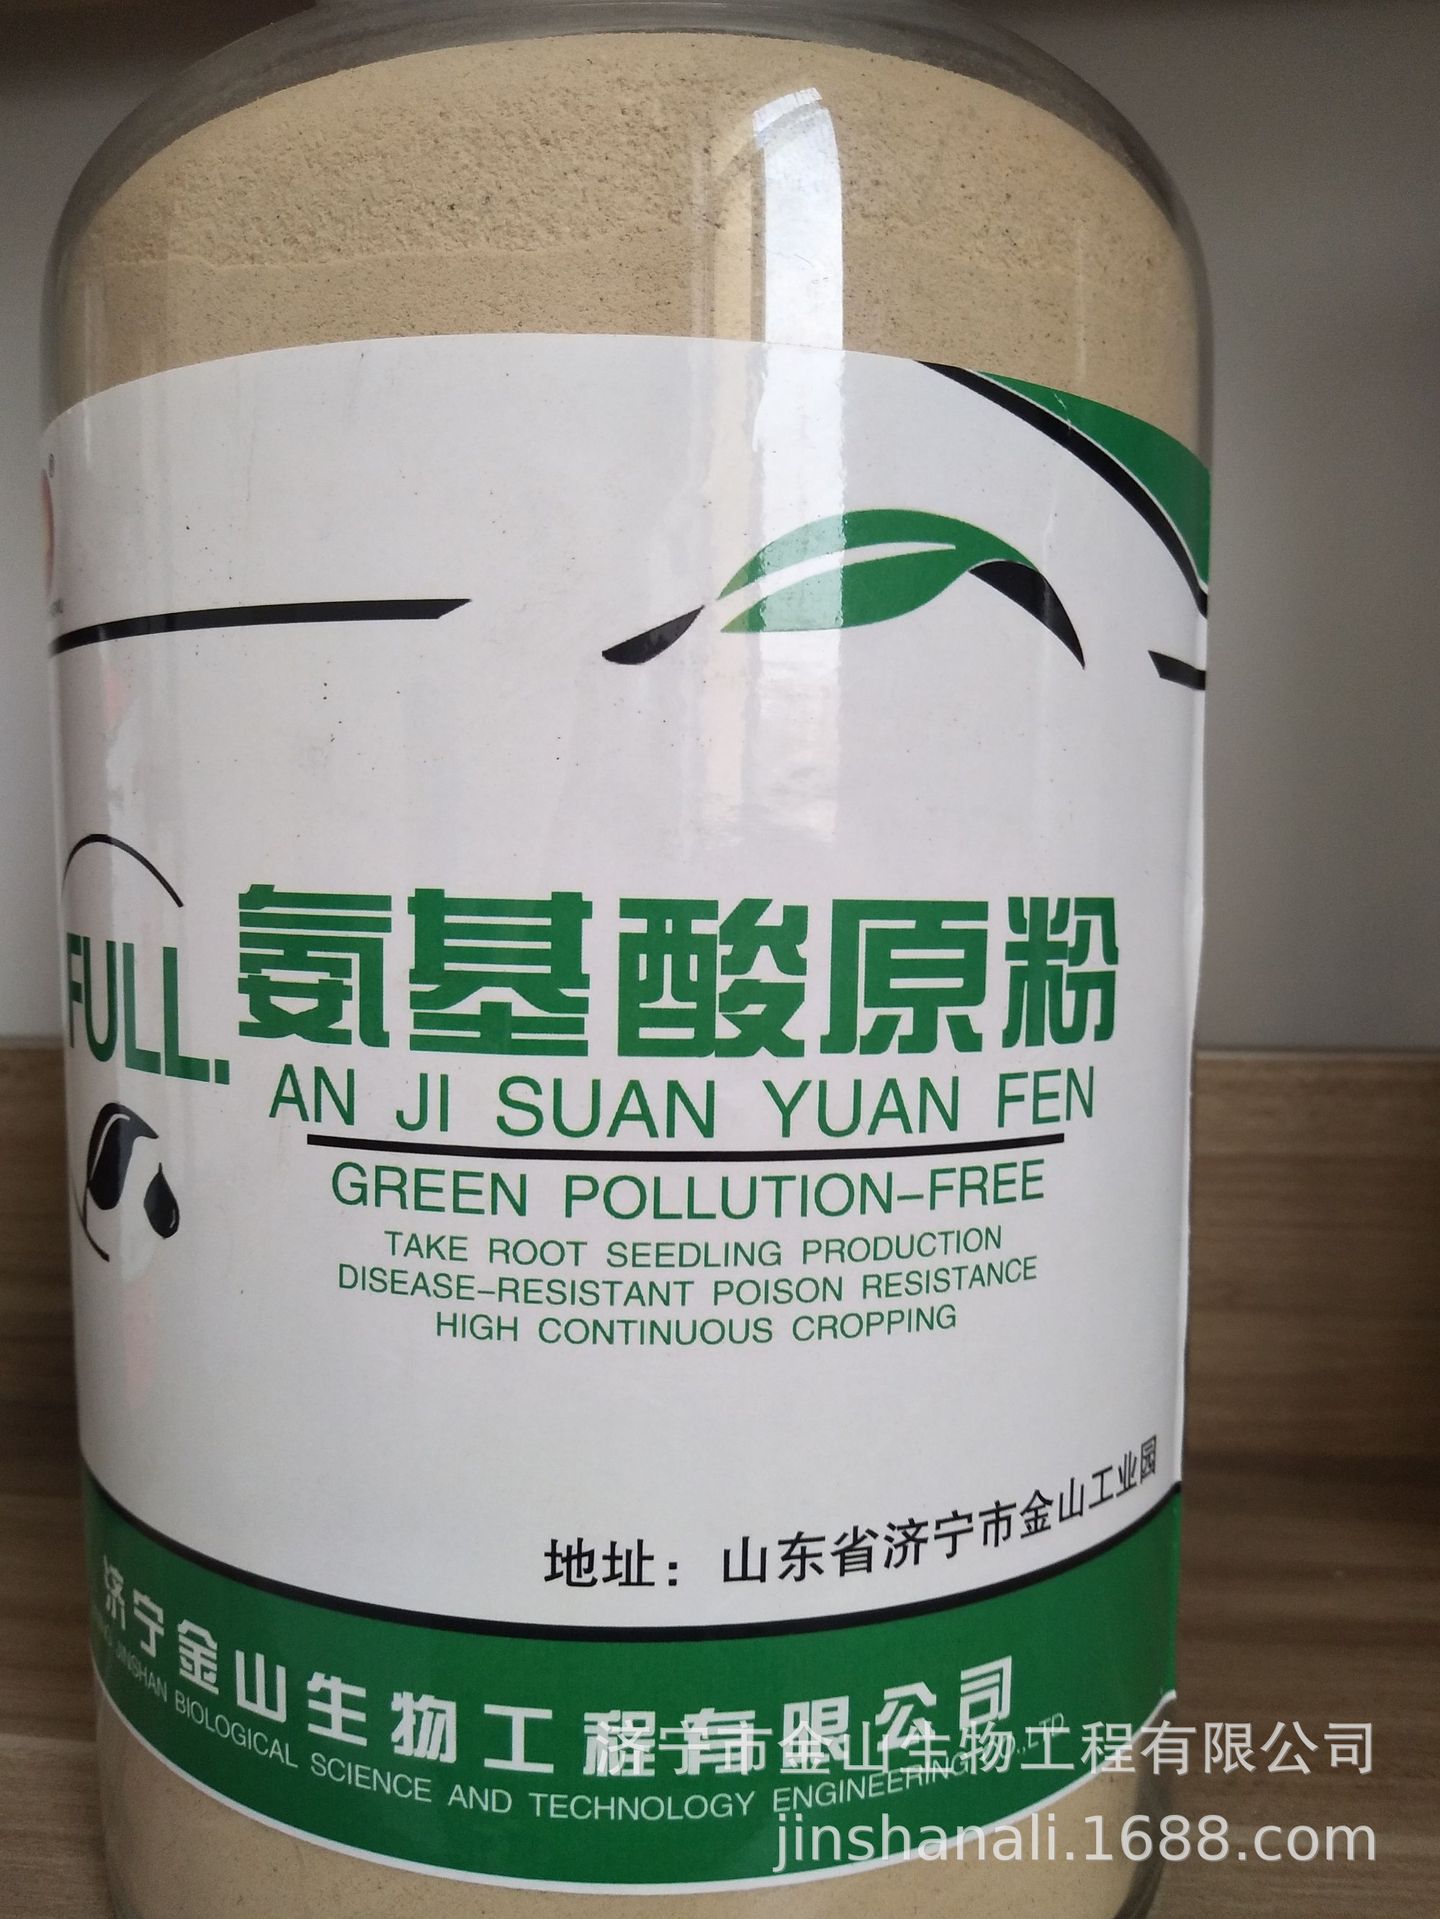 ®
FULL.
氨基酸原粉
AN JI SUAN YUAN FEN
GREEN POLLUTION-FREE
TAKE ROOT SEEDLING PRODUCTION
DISEASE-RESISTANT POISON RESISTANCE
HIGH CONTINUOUS CROPPING
地址：山东省济宁市金山工业园
济宁金山生物工程有限公司
JINSHAN BIOLOGICAL SCIENCE AND TECHNOLOGY ENGINEERING CO.,LTD
济宁市金山生物工程有限公司
jinshanali.1688.com